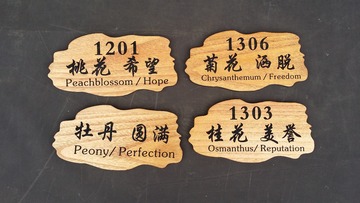 1201
桃花 希望
Peachblossom / Hope
1306
菊花 洒脱
Chrysanthemum / Freedom
牡丹 圆满
Peony/ Perfection
1303
桂花 美誉
Osmanthus/ Reputation